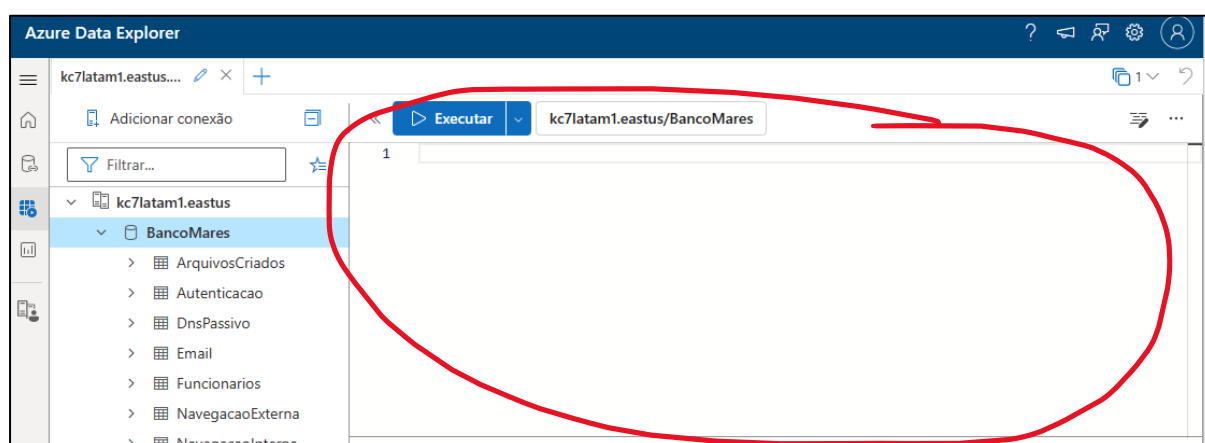 Azure Data Explorer
kc7latam1.eastus....
1
Adicionar conexão
Executar
kc7latam1.eastus/BancoMares
Filtrar...
1
kc7latam1.eastus
BancoMares
ArquivosCriados
Autenticacao
DnsPassivo
Email
Funcionarios
NavegacaoExterna